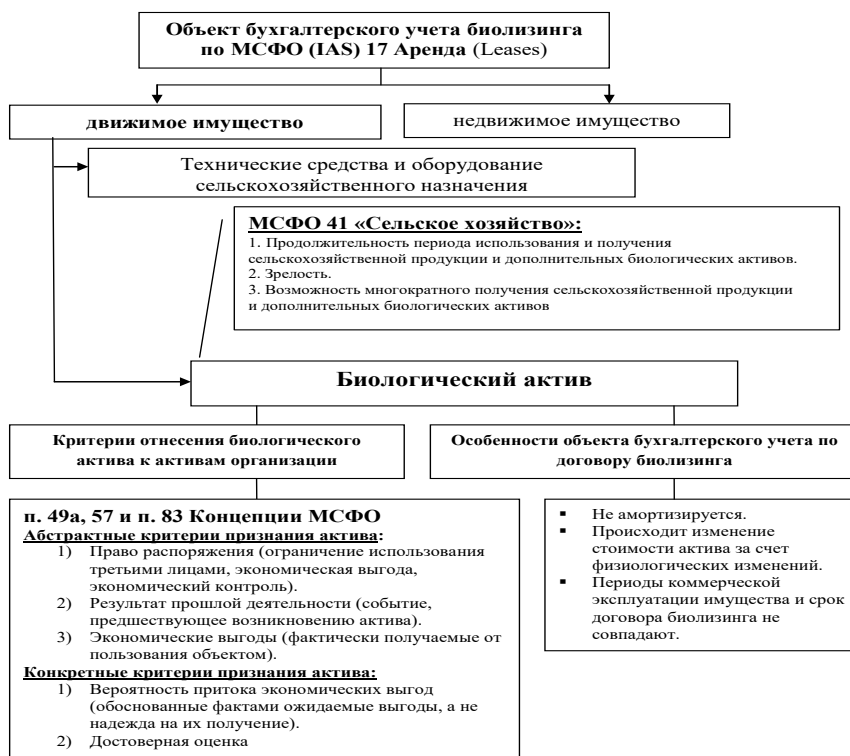 Объект бухгалтерского учета биолизинга
по МСФО (IAS) 17 Аренда (Leases)
движимое имущество
недвижимое имущество
Технические средства и оборудование
сельскохозяйственного назначения
МСФО 41 «Сельское хозяйство»:
1. Продолжительность периода использования и получения
сельскохозяйственной продукции и дополнительных биологических активов.
2. Зрелость.
3. Возможность многократного получения сельскохозяйственной продукции
и дополнительных биологических активов
Биологический актив
Критерии отнесения биологического
актива к активам организации
Особенности объекта бухгалтерского учета по
договору биолизинга
п. 49а, 57 и п. 83 Концепции МСФО
Абстрактные критерии признания актива:
1) Право распоряжения (ограничение использования
третьими лицами, экономическая выгода,
экономический контроль).
2) Результат прошлой деятельности (событие,
предшествующее возникновению актива).
3) Экономические выгоды (фактически получаемые от
пользования объектом).
Конкретные критерии признания актива:
1) Вероятность притока экономических выгод
(обоснованные фактами ожидаемые выгоды, а не
надежда на их получение).
2) Достоверная оценка
▪ Не амортизируется.
▪ Происходит изменение
стоимости актива за счет
физиологических изменений.
▪ Периоды коммерческой
эксплуатации имущества и срок
договора биолизинга не
совпадают.